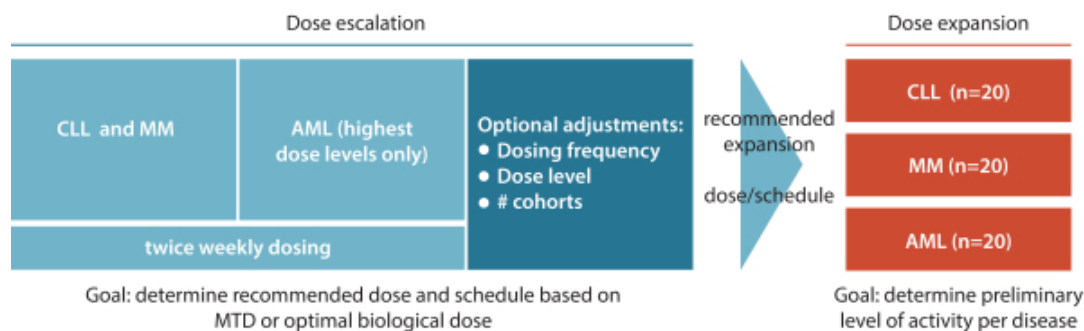 Dose escalation
Dose expansion
CLL and MM
AML (highest
dose levels only)
twice weekly dosing
Optional adjustments:
● Dosing frequency
● Dose level
● # cohorts
recommended
expansion
dose/schedule
CLL (n=20)
MM (n=20)
AML (n=20)
Goal: determine recommended dose and schedule based on
MTD or optimal biological dose
Goal: determine preliminary
level of activity per disease